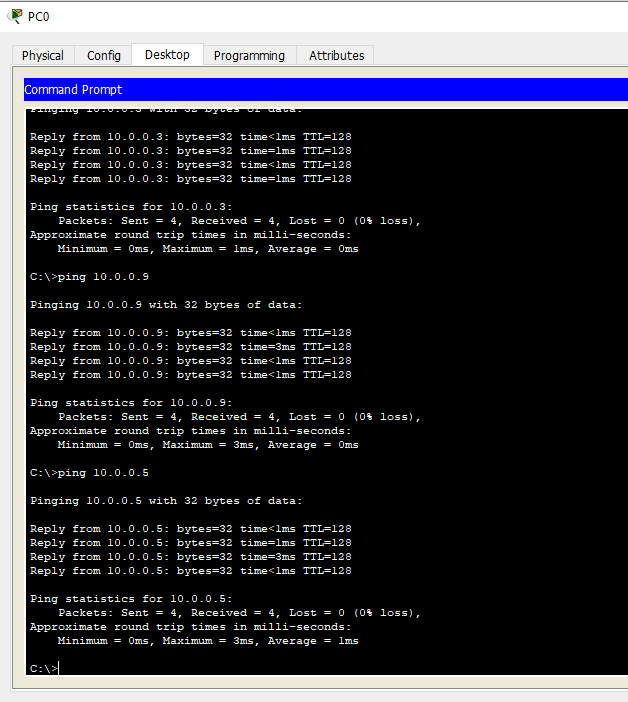 PC0
Physical Config Desktop Programming Attributes
Command Prompt
Pinging 10.0.0.3 with 32 bytes of data:
Reply from 10.0.0.3: bytes=32 time<1ms TTL=128
Reply from 10.0.0.3: bytes=32 time=1ms TTL=128
Reply from 10.0.0.3: bytes=32 time<1ms TTL=128
Reply from 10.0.0.3: bytes=32 time=1ms TTL=128
Ping statistics for 10.0.0.3:
Packets: Sent = 4, Received = 4, Lost = 0 (0% loss),
Approximate round trip times in milli-seconds:
Minimum = 0ms, Maximum = 1ms, Average = 0ms
C:\>ping 10.0.0.9
Pinging 10.0.0.9 with 32 bytes of data:
Reply from 10.0.0.9: bytes=32 time<1ms TTL=128
Reply from 10.0.0.9: bytes=32 time=3ms TTL=128
Reply from 10.0.0.9: bytes=32 time<1ms TTL=128
Reply from 10.0.0.9: bytes=32 time<1ms TTL=128
Ping statistics for 10.0.0.9:
Packets: Sent = 4, Received = 4, Lost = 0 (0% loss),
Approximate round trip times in milli-seconds:
Minimum = 0ms, Maximum = 3ms, Average = 0ms
C:\>ping 10.0.0.5
Pinging 10.0.0.5 with 32 bytes of data:
Reply from 10.0.0.5: bytes=32 time<1ms TTL=128
Reply from 10.0.0.5: bytes=32 time=1ms TTL=128
Reply from 10.0.0.5: bytes=32 time=3ms TTL=128
Reply from 10.0.0.5: bytes=32 time<1ms TTL=128
Ping statistics for 10.0.0.5:
Packets: Sent = 4, Received = 4, Lost = 0 (0% loss),
Approximate round trip times in milli-seconds:
Minimum = 0ms, Maximum = 3ms, Average = 1ms
C:\>